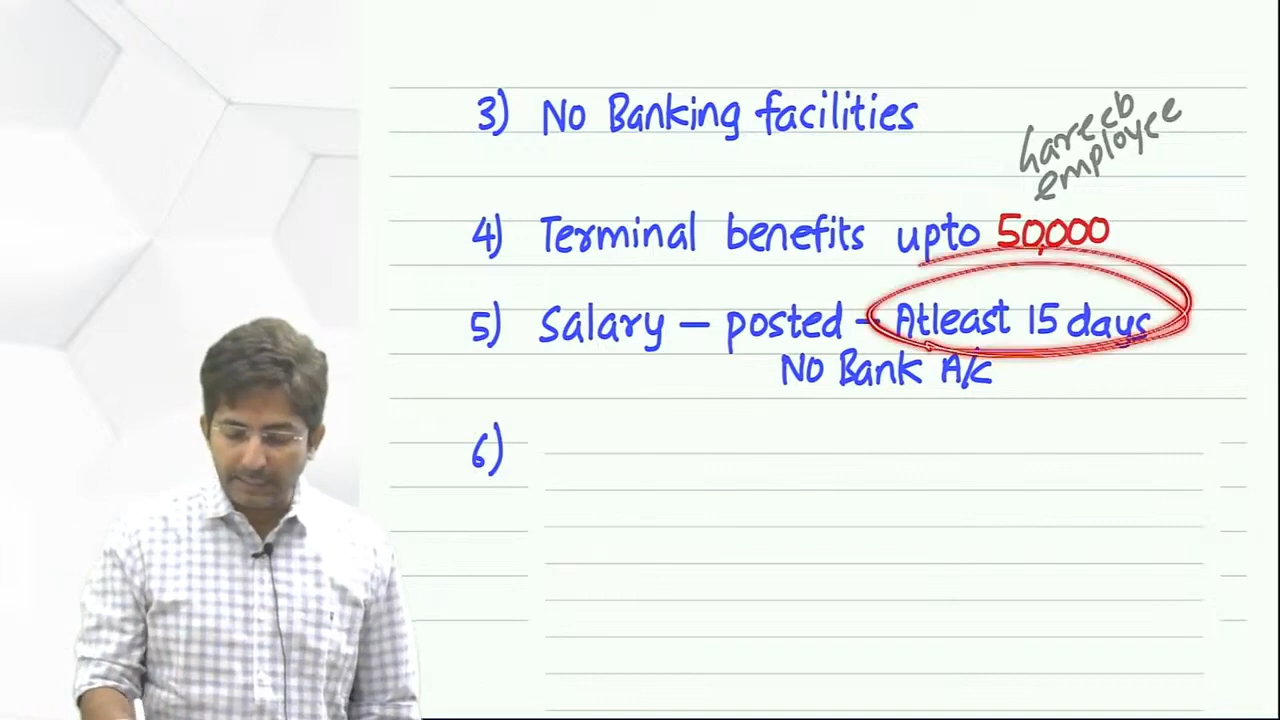 3) No Banking facilities
gareeb
employee
4) Terminal benefits upto 50,000
5) Salary – posted – Atleast 15 days
No Bank A/c
6)